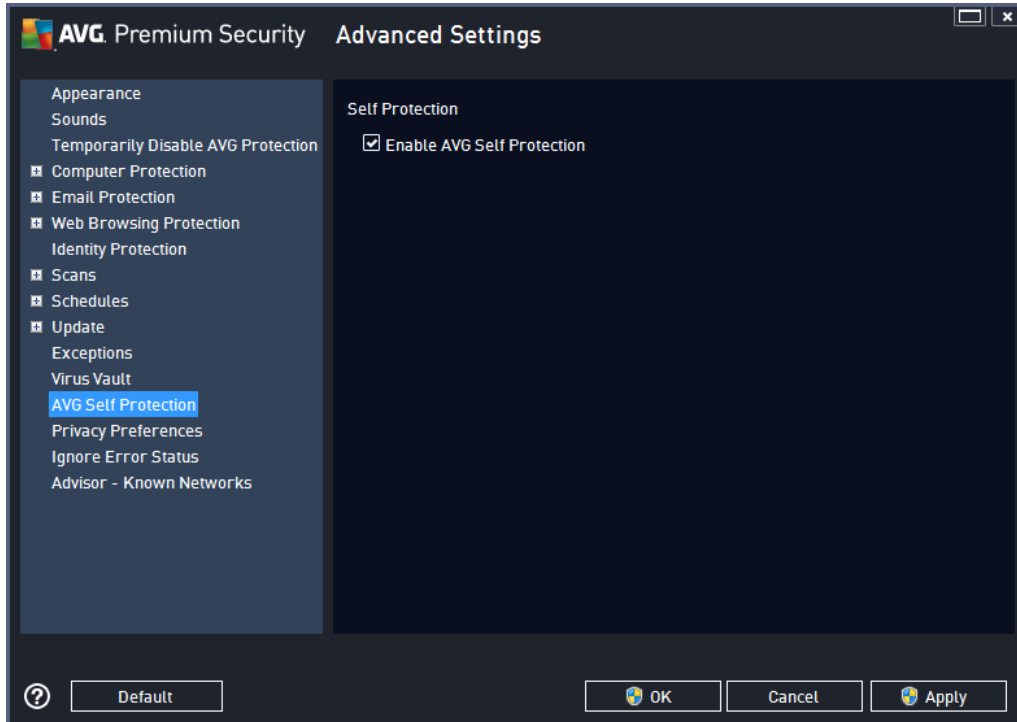 AVG. Premium Security
Advanced Settings
Appearance
Sounds
Temporarily Disable AVG Protection
Computer Protection
Email Protection
Web Browsing Protection
Identity Protection
Scans
Schedules
Update
Exceptions
Virus Vault
AVG Self Protection
Privacy Preferences
Ignore Error Status
Advisor - Known Networks
Self Protection
Enable AVG Self Protection
? Default
OK
Cancel
Apply